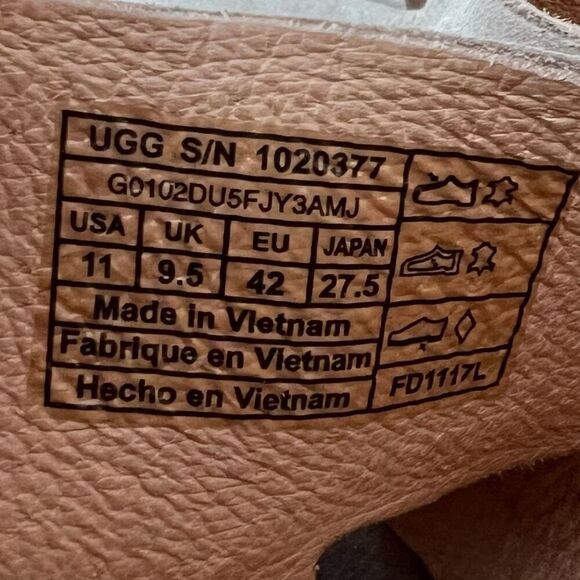 UGG S/N 1020377
G0102DU5FJY3AMJ
USA UK EU JAPAN
11 9.5 42 27.5
Made in Vietnam
Fabrique en Vietnam
Hecho en Vietnam
FD1117L